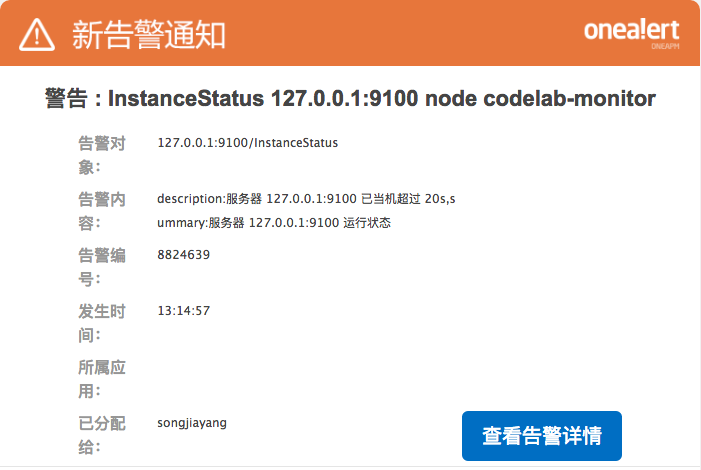 新告警通知
onealert
ONEAPM
警告 : InstanceStatus 127.0.0.1:9100 node codelab-monitor
告警对 127.0.0.1:9100/InstanceStatus
象：
告警内 description:服务器 127.0.0.1:9100 已当机超过 20s,s
容： ummary:服务器 127.0.0.1:9100 运行状态
告警编 8824639
号：
发生时 13:14:57
间：
所属应
用：
已分配 songjiayang
给：
查看告警详情